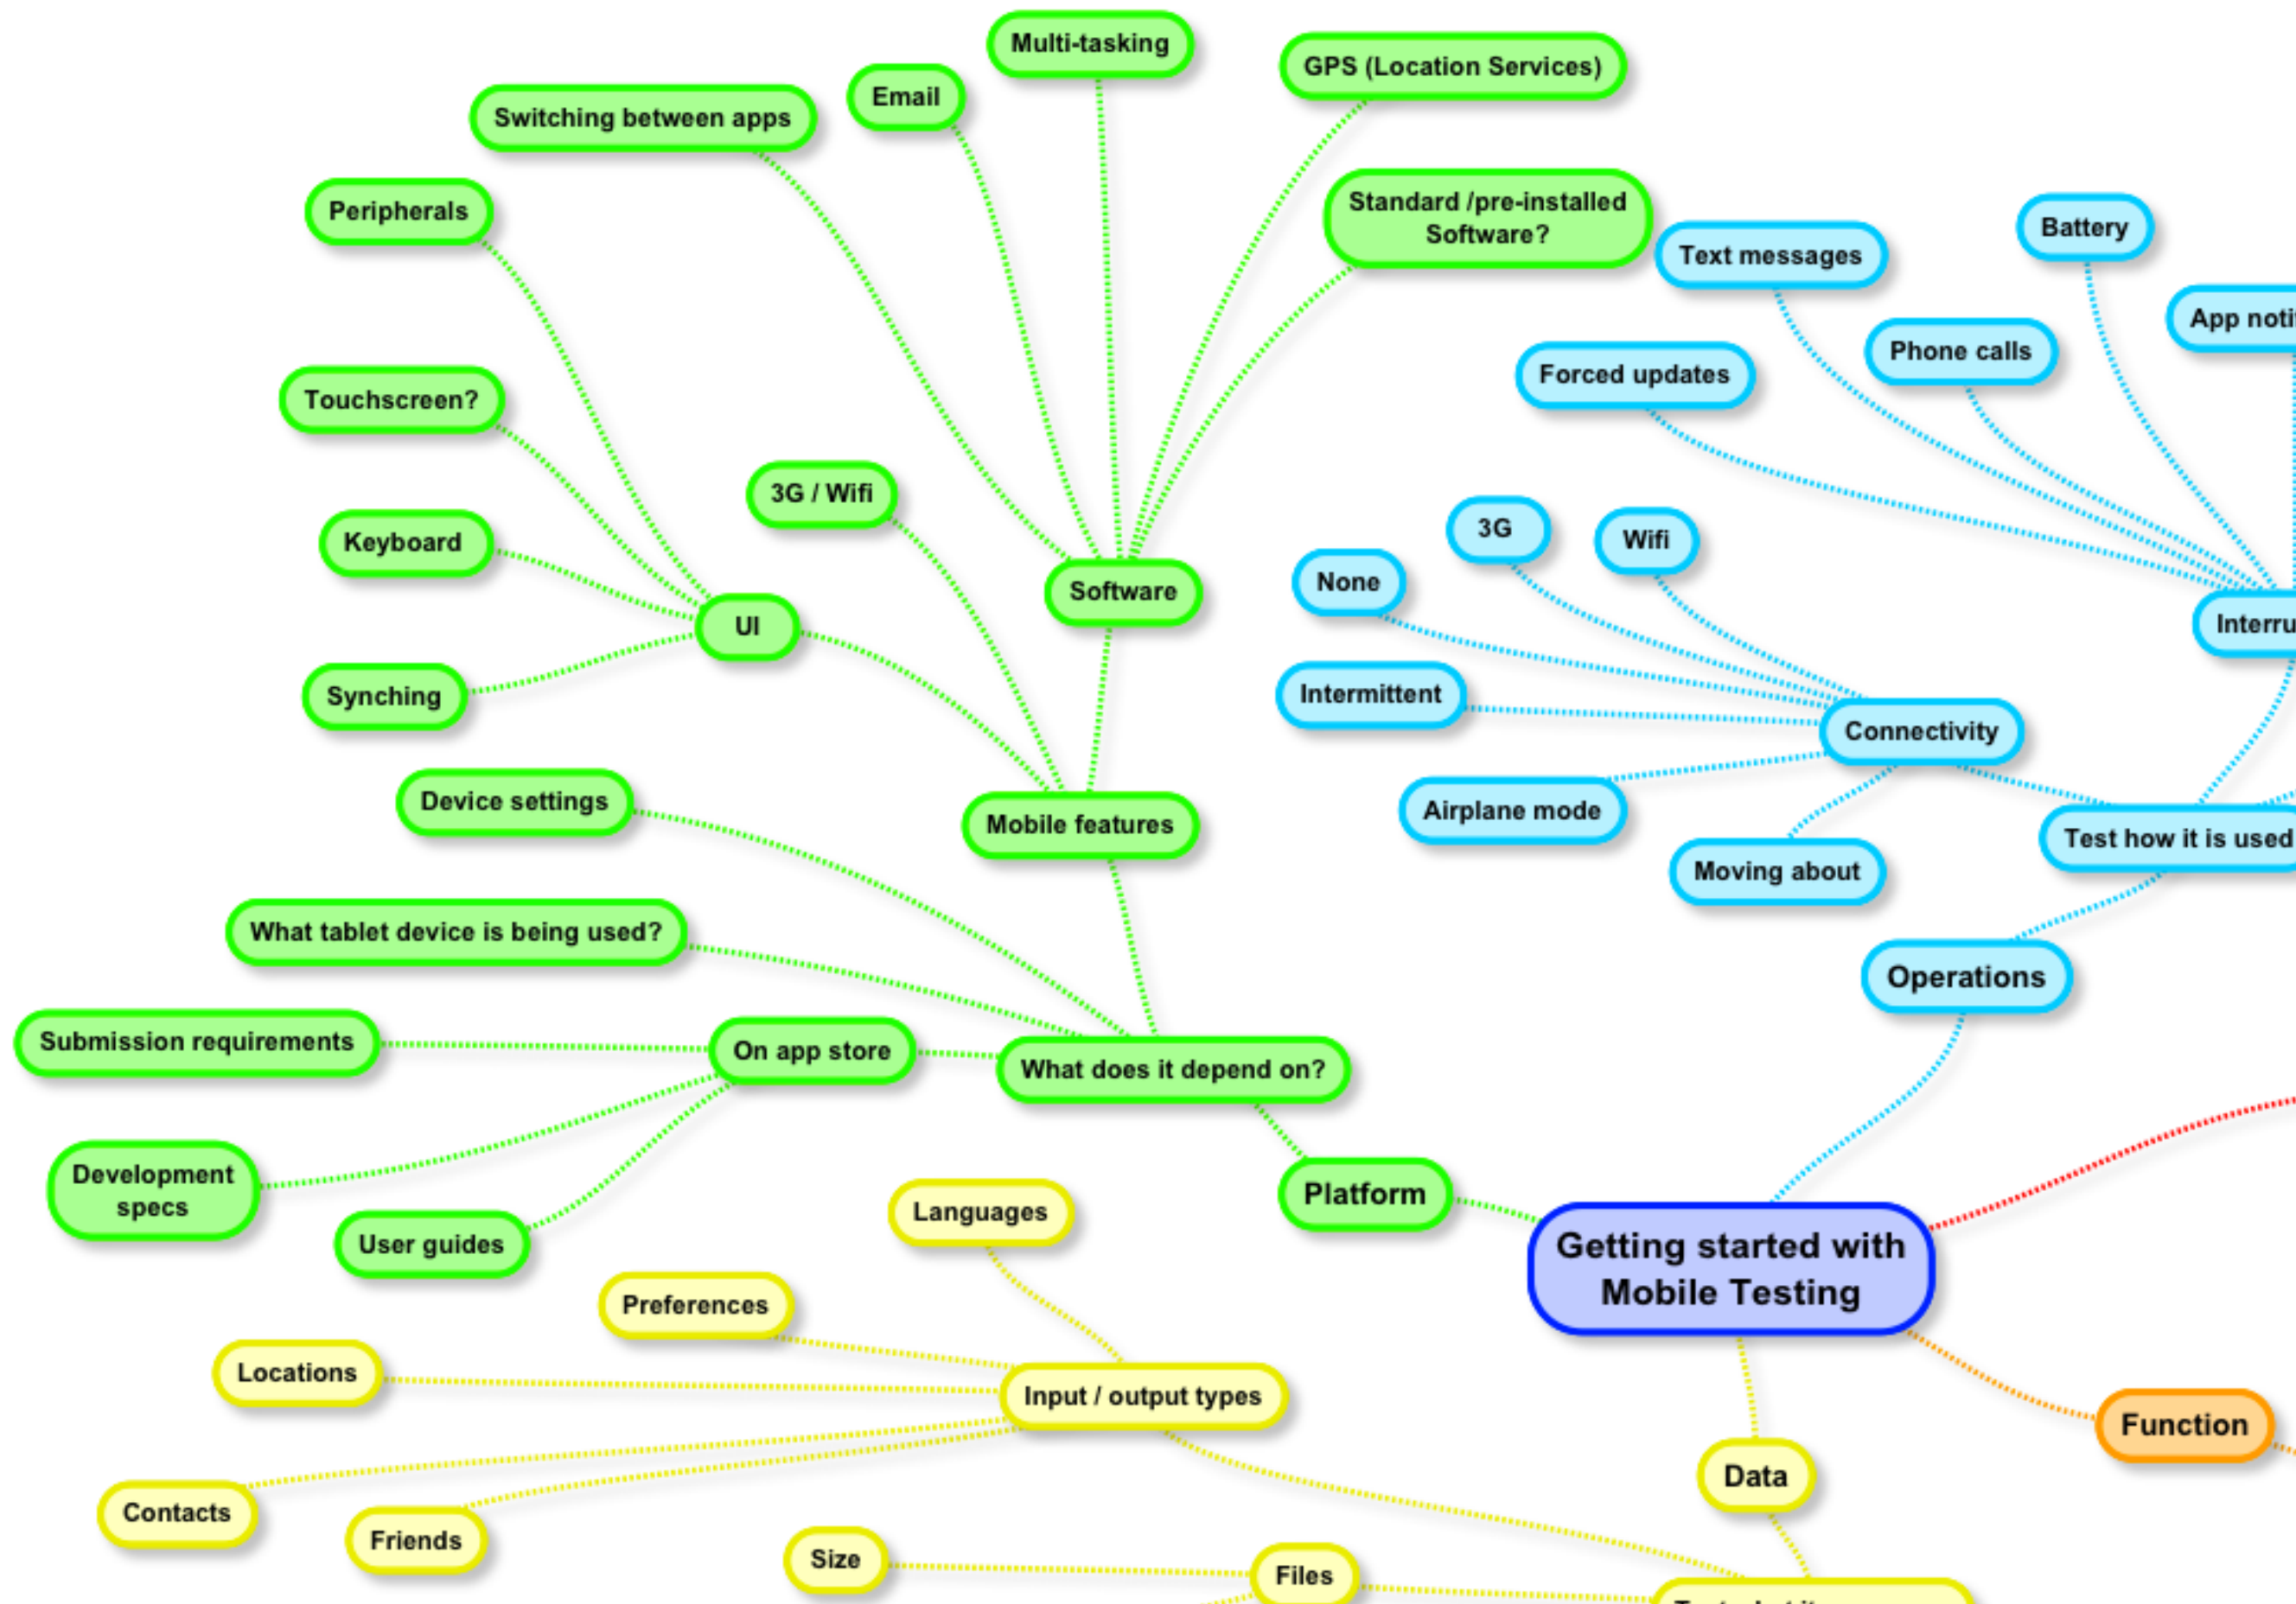 Multi-tasking
GPS (Location Services)
Email
Switching between apps
Peripherals
Standard /pre-installed
Software?
Battery
Text messages
App
Phone calls
Forced updates
Touchscreen?
3G / Wifi
3G
Wifi
Keyboard
None
Software
UI
Synching
Intermittent
Connectivity
Device settings
Mobile features
Airplane mode
Test how it is used
Moving about
What tablet device is being used?
Operations
Submission requirements
On app store
What does it depend on?
Development
specs
Platform
Languages
User guides
Getting started with
Mobile Testing
Preferences
Locations
Input / output types
Function
Data
Contacts
Friends
Size
Files